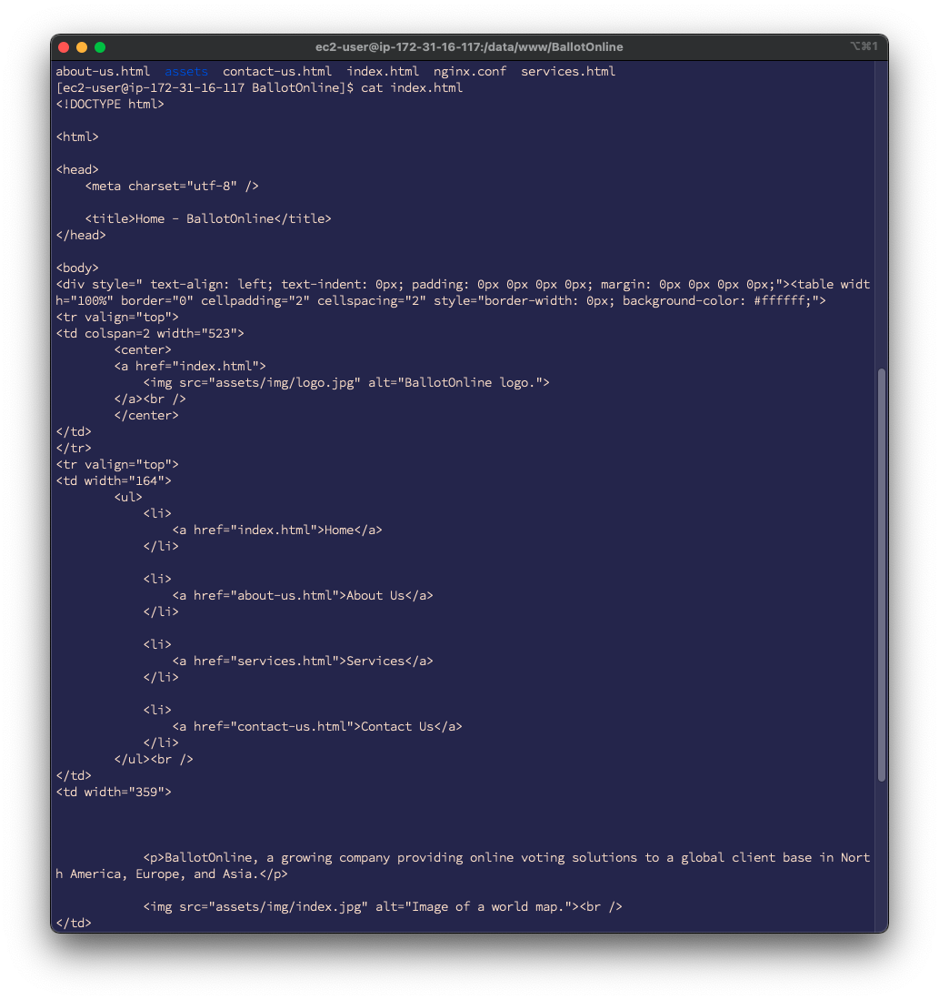 ec2-user@ip-172-31-16-117:/data/www/BallotOnline ⌥⌘1
about-us.html  assets  contact-us.html  index.html  nginx.conf  services.html
[ec2-user@ip-172-31-16-117 BallotOnline]$ cat index.html
<!DOCTYPE html>

<html>

<head>
    <meta charset="utf-8" />

    <title>Home - BallotOnline</title>
</head>

<body>
<div style=" text-align: left; text-indent: 0px; padding: 0px 0px 0px 0px; margin: 0px 0px 0px 0px;"><table widt
h="100%" border="0" cellpadding="2" cellspacing="2" style="border-width: 0px; background-color: #ffffff;">
<tr valign="top">
<td colspan=2 width="523">
        <center>
        <a href="index.html">
            <img src="assets/img/logo.jpg" alt="BallotOnline logo.">
        </a><br />
        </center>
</td>
</tr>
<tr valign="top">
<td width="164">
        <ul>
            <li>
                <a href="index.html">Home</a>
            </li>

            <li>
                <a href="about-us.html">About Us</a>
            </li>

            <li>
                <a href="services.html">Services</a>
            </li>

            <li>
                <a href="contact-us.html">Contact Us</a>
            </li>
        </ul><br />
</td>
<td width="359">



            <p>BallotOnline, a growing company providing online voting solutions to a global client base in Nort
h America, Europe, and Asia.</p>

            <img src="assets/img/index.jpg" alt="Image of a world map."><br />
</td>